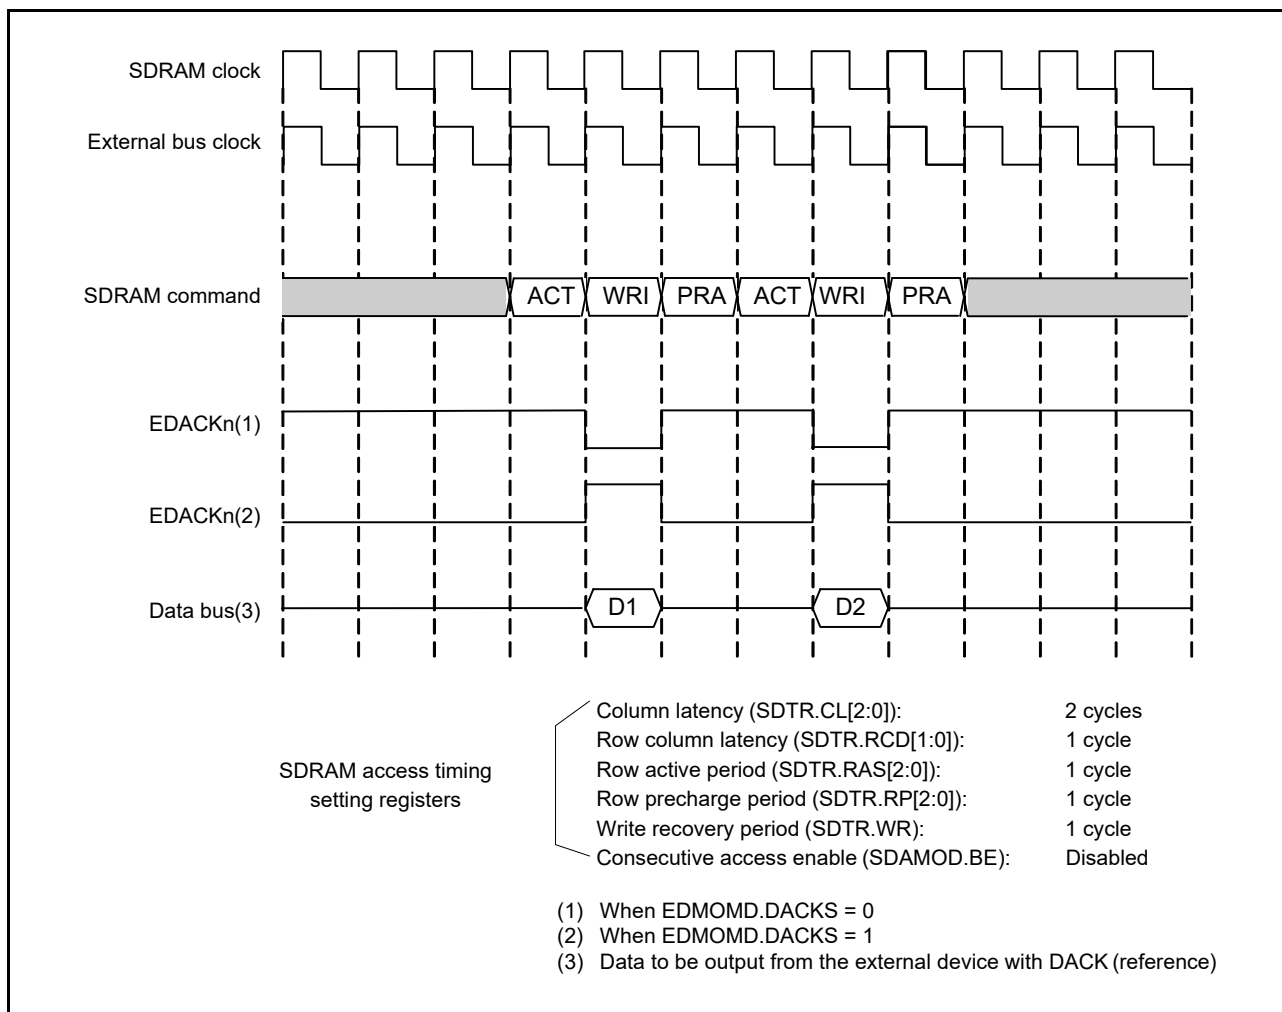 SDRAM clock
External bus clock
SDRAM command ACT WRI PRA ACT WRI PRA
EDACKn(1)
EDACKn(2)
Data bus(3) D1 D2
SDRAM access timing
setting registers
Column latency (SDTR.CL[2:0]): 2 cycles
Row column latency (SDTR.RCD[1:0]): 1 cycle
Row active period (SDTR.RAS[2:0]): 1 cycle
Row precharge period (SDTR.RP[2:0]): 1 cycle
Write recovery period (SDTR.WR): 1 cycle
Consecutive access enable (SDAMOD.BE): Disabled
(1) When EDMOMD.DACKS = 0
(2) When EDMOMD.DACKS = 1
(3) Data to be output from the external device with DACK (reference)